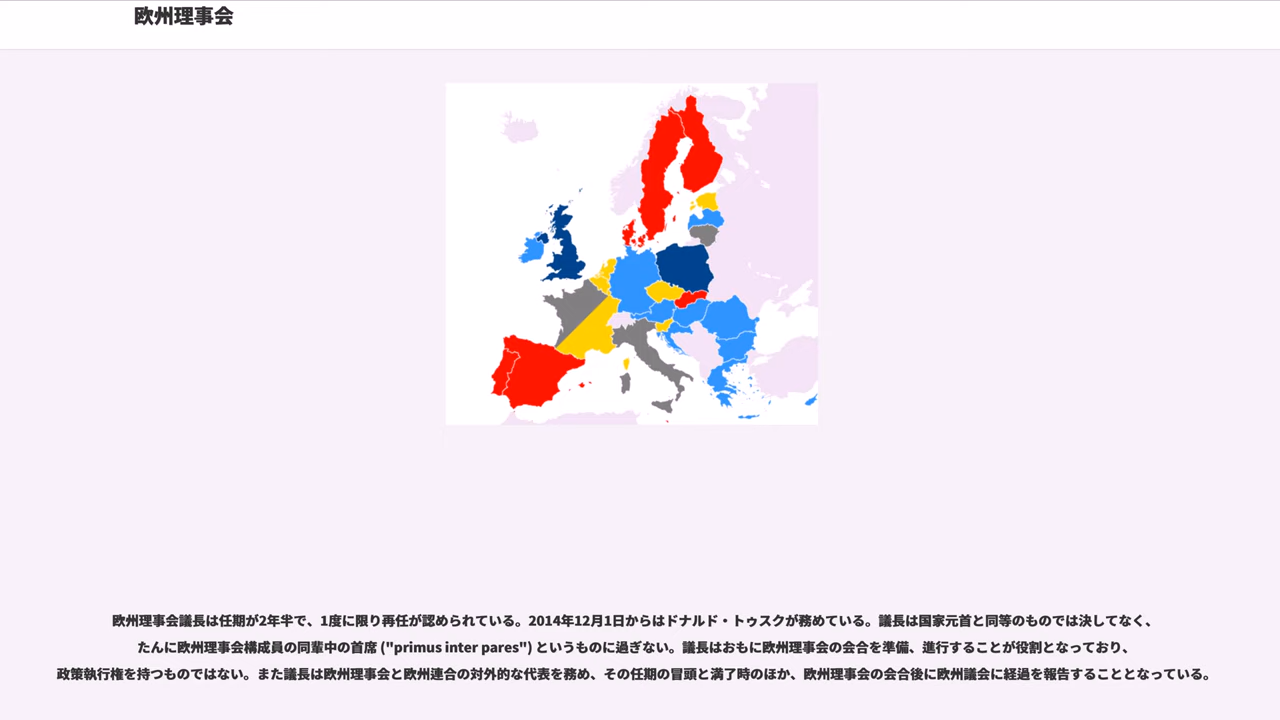 欧州理事会
欧州理事会議長は任期が2年半で、1度に限り再任が認められている。2014年12月1日からはドナルド・トゥスクが務めている。議長は国家元首と同等のものでは決してなく、
たんに欧州理事会構成員の同輩中の首席 ("primus inter pares") というものに過ぎない。議長はおもに欧州理事会の会合を準備、進行することが役割となっており、
政策執行権を持つものではない。また議長は欧州理事会と欧州連合の対外的な代表を務め、その任期の冒頭と満了時のほか、欧州理事会の会合後に欧州議会に経過を報告することとなっている。